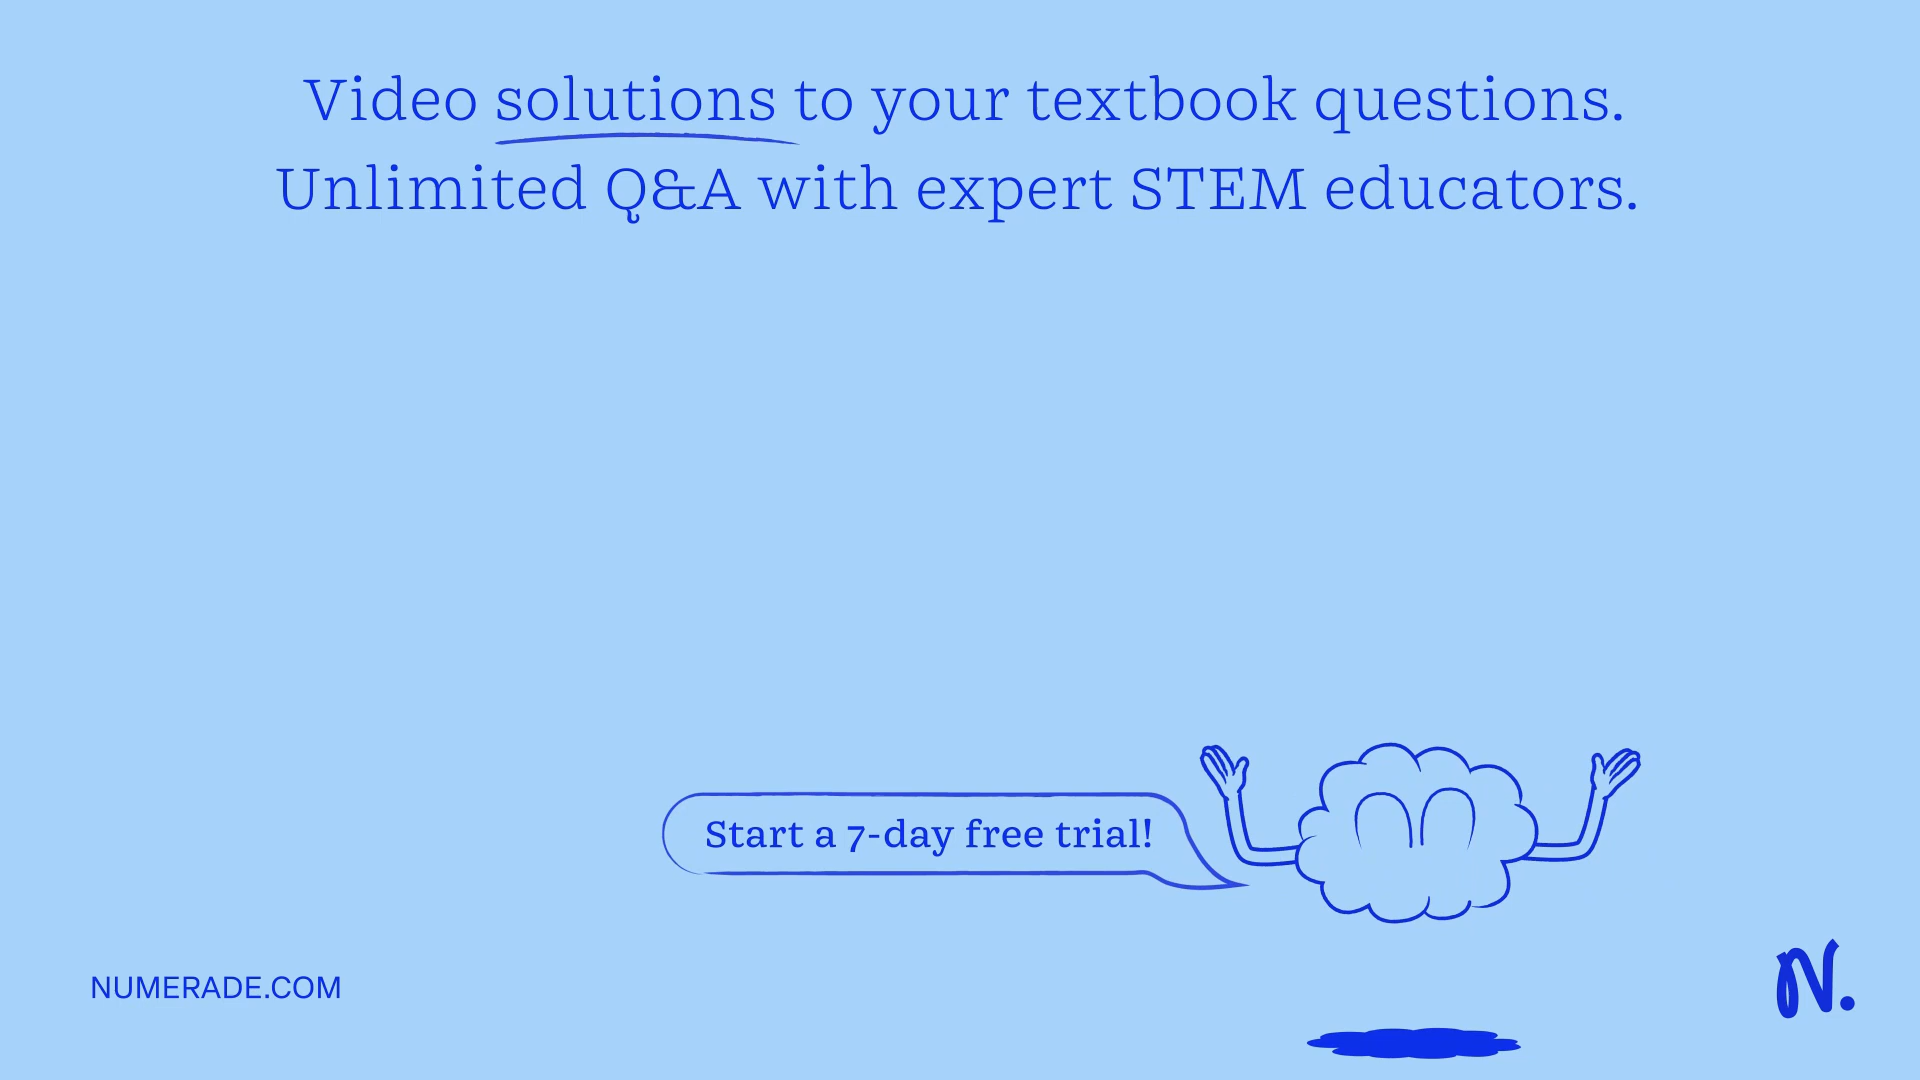 Video solutions to your textbook questions.
Unlimited Q&A with expert STEM educators.
Start a 7-day free trial!
NUMERADE.COM
N.